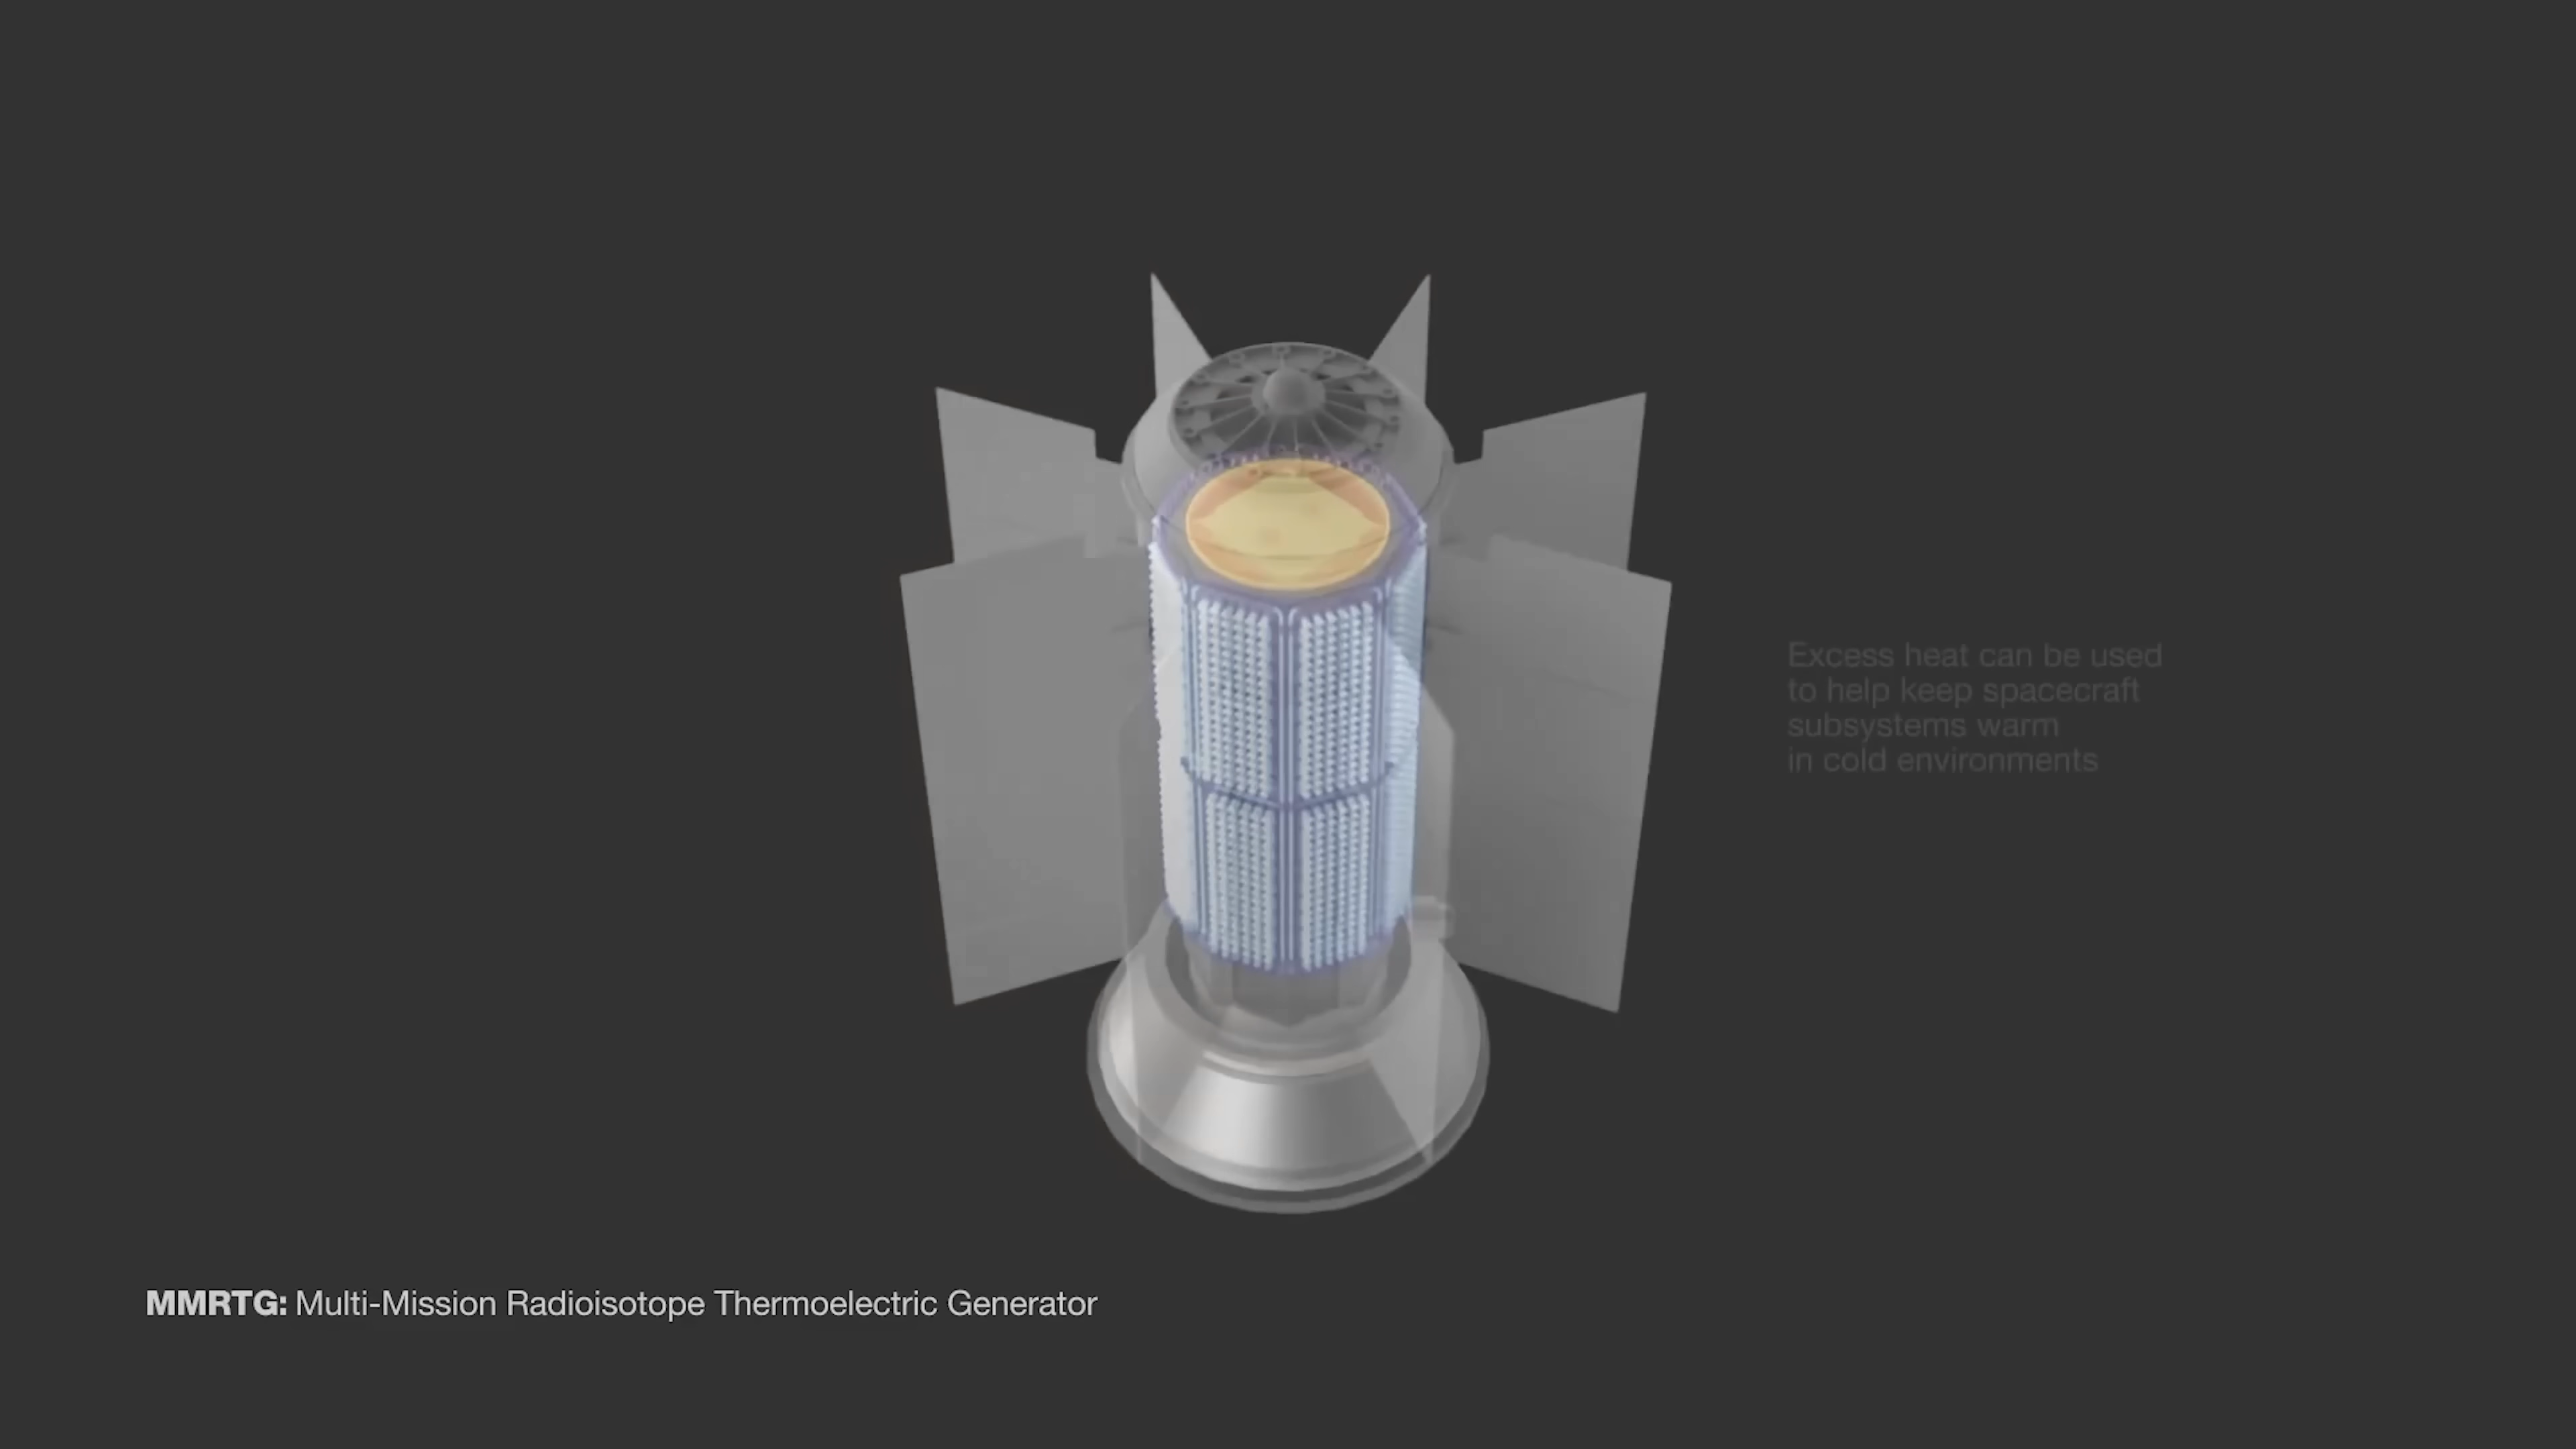 Excess heat can be used
to help keep spacecraft
subsystems warm
in cold environments
MMRTG: Multi-Mission Radioisotope Thermoelectric Generator